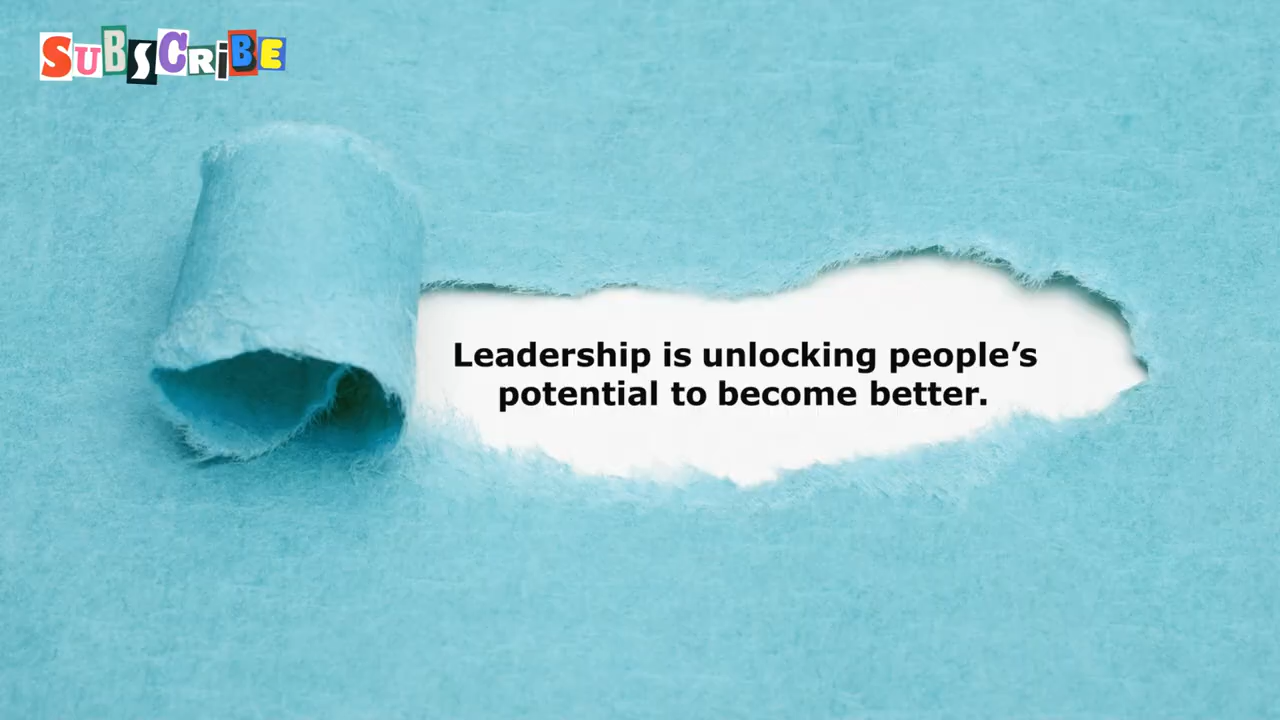 SUBSCRIBE
Leadership is unlocking people’s
potential to become better.